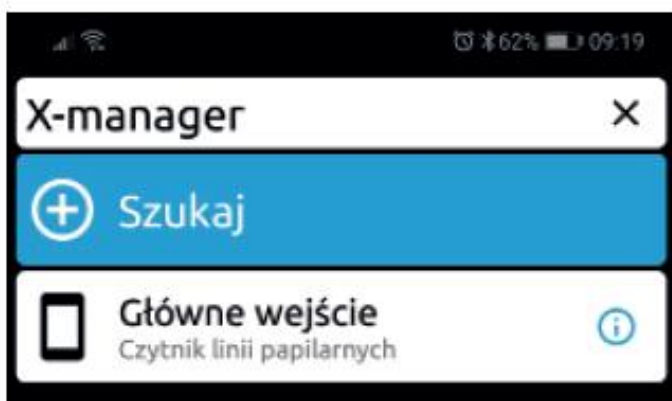 62% 09:19
X-manager
Szukaj
Główne wejście
Czytnik linii papilarnych